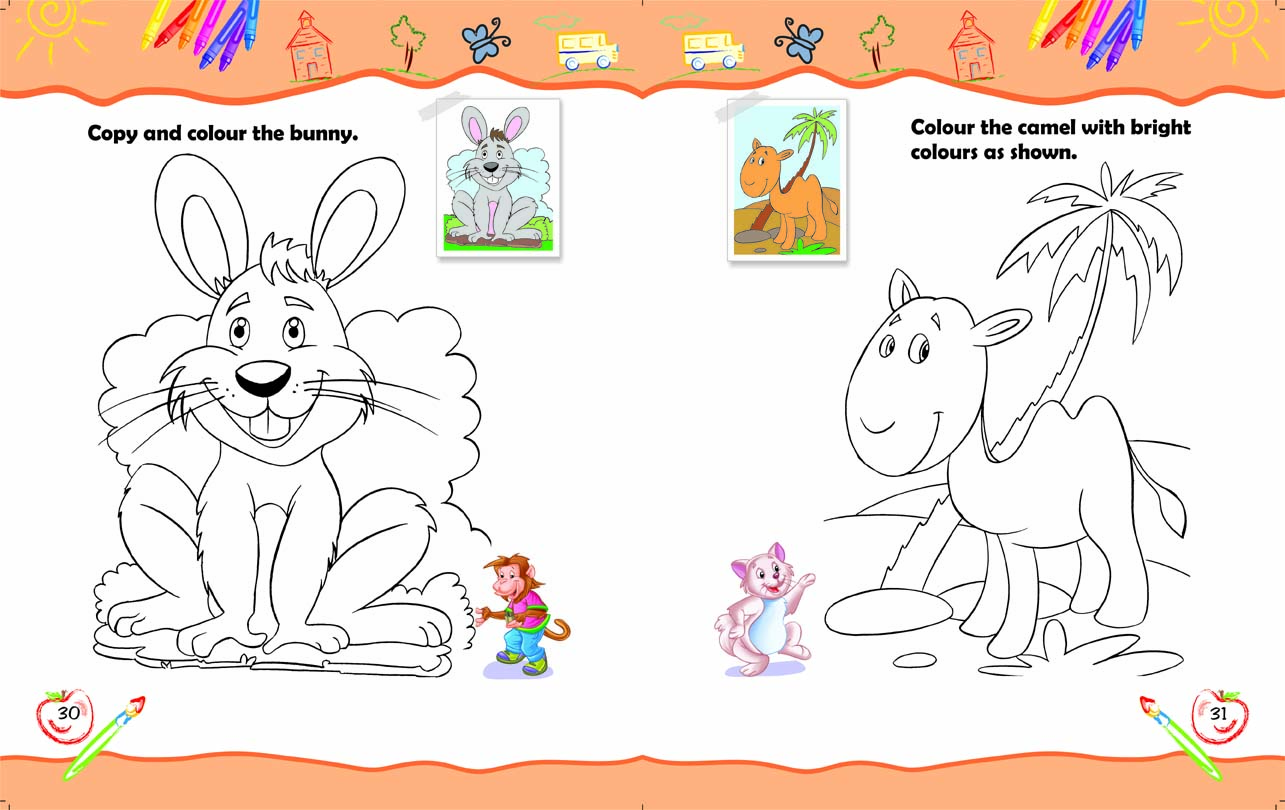 Copy and colour the bunny.
30
Colour the camel with bright
colours as shown.
31